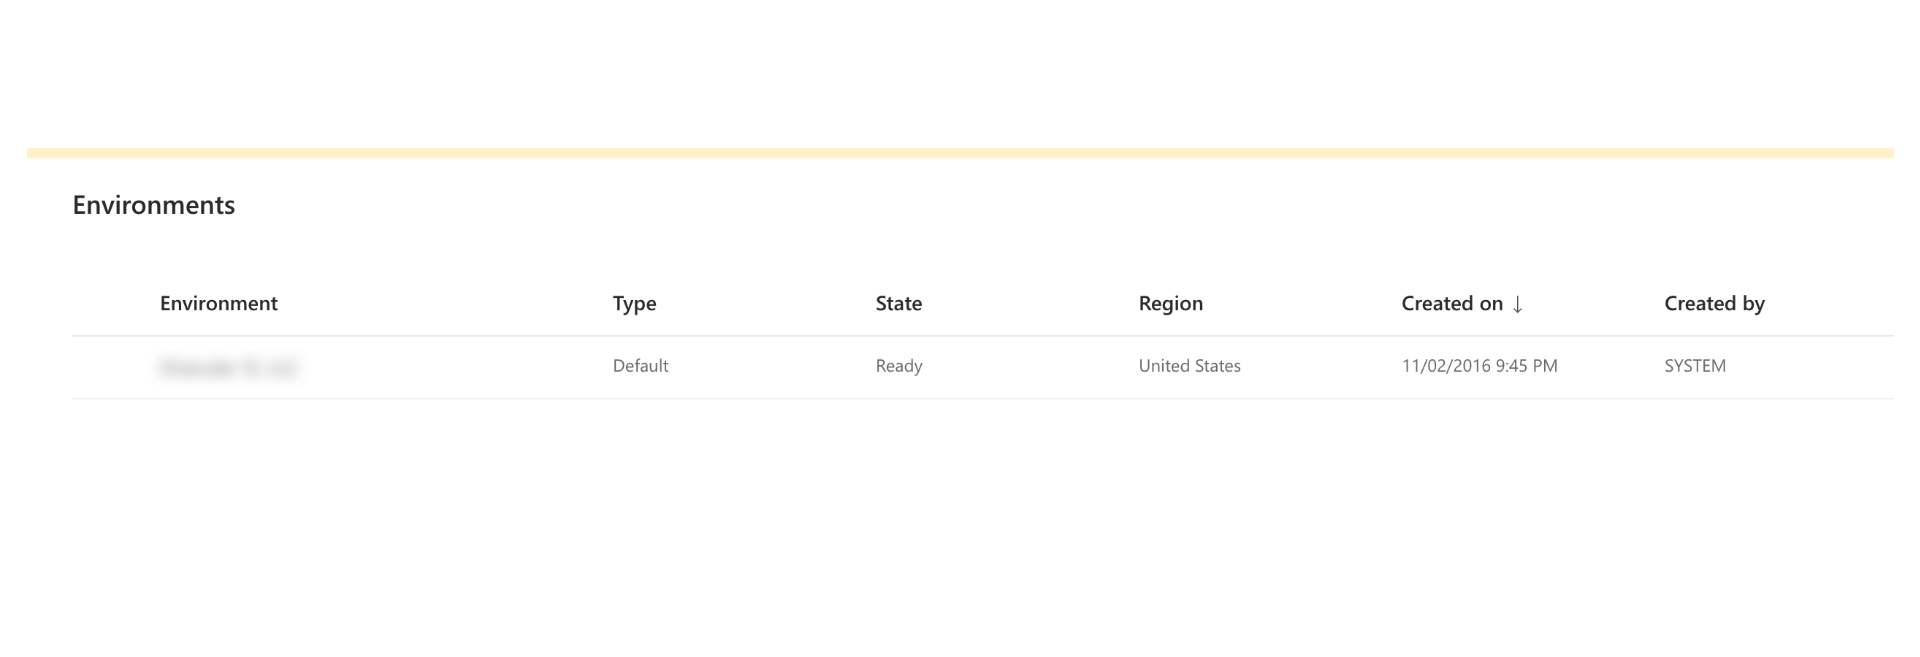 Environments
Environment Type State Region Created on ↓ Created by
Default Ready United States 11/02/2016 9:45 PM SYSTEM